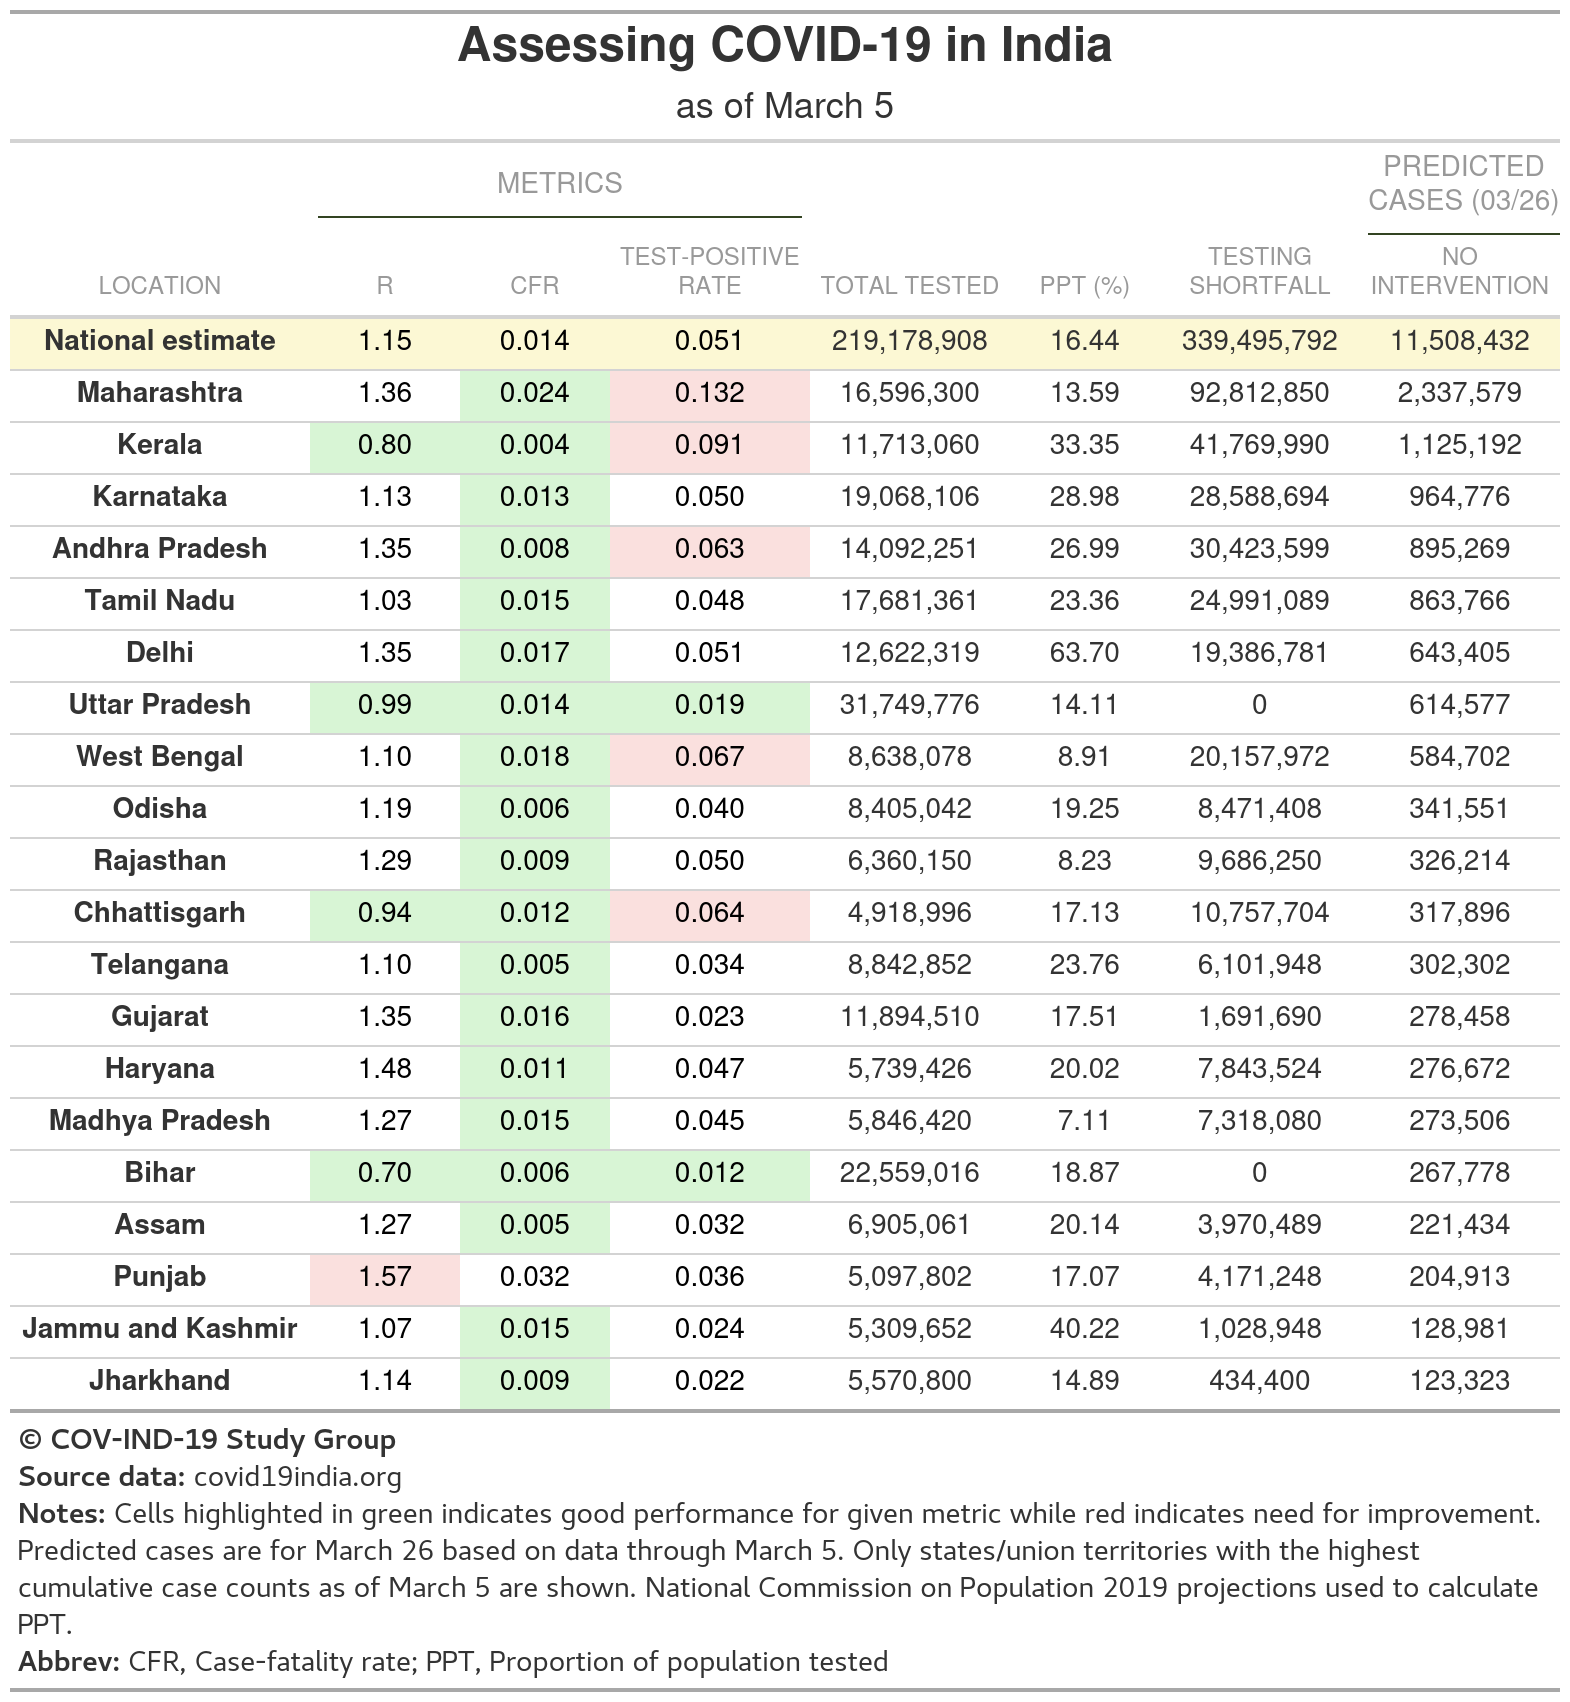 Assessing COVID-19 in India
as of March 5
METRICS
PREDICTED
CASES (03/26)
LOCATION R CFR TEST-POSITIVE RATE TOTAL TESTED PPT (%) TESTING SHORTFALL NO INTERVENTION
National estimate 1.15 0.014 0.051 219,178,908 16.44 339,495,792 11,508,432
Maharashtra 1.36 0.024 0.132 16,596,300 13.59 92,812,850 2,337,579
Kerala 0.80 0.004 0.091 11,713,060 33.35 41,769,990 1,125,192
Karnataka 1.13 0.013 0.050 19,068,106 28.98 28,588,694 964,776
Andhra Pradesh 1.35 0.008 0.063 14,092,251 26.99 30,423,599 895,269
Tamil Nadu 1.03 0.015 0.048 17,681,361 23.36 24,991,089 863,766
Delhi 1.35 0.017 0.051 12,622,319 63.70 19,386,781 643,405
Uttar Pradesh 0.99 0.014 0.019 31,749,776 14.11 0 614,577
West Bengal 1.10 0.018 0.067 8,638,078 8.91 20,157,972 584,702
Odisha 1.19 0.006 0.040 8,405,042 19.25 8,471,408 341,551
Rajasthan 1.29 0.009 0.050 6,360,150 8.23 9,686,250 326,214
Chhattisgarh 0.94 0.012 0.064 4,918,996 17.13 10,757,704 317,896
Telangana 1.10 0.005 0.034 8,842,852 23.76 6,101,948 302,302
Gujarat 1.35 0.016 0.023 11,894,510 17.51 1,691,690 278,458
Haryana 1.48 0.011 0.047 5,739,426 20.02 7,843,524 276,672
Madhya Pradesh 1.27 0.015 0.045 5,846,420 7.11 7,318,080 273,506
Bihar 0.70 0.006 0.012 22,559,016 18.87 0 267,778
Assam 1.27 0.005 0.032 6,905,061 20.14 3,970,489 221,434
Punjab 1.57 0.032 0.036 5,097,802 17.07 4,171,248 204,913
Jammu and Kashmir 1.07 0.015 0.024 5,309,652 40.22 1,028,948 128,981
Jharkhand 1.14 0.009 0.022 5,570,800 14.89 434,400 123,323
© COV-IND-19 Study Group
Source data: covid19india.org
Notes: Cells highlighted in green indicates good performance for given metric while red indicates need for improvement.
Predicted cases are for March 26 based on data through March 5. Only states/union territories with the highest
cumulative case counts as of March 5 are shown. National Commission on Population 2019 projections used to calculate
PPT.
Abbrev: CFR, Case-fatality rate; PPT, Proportion of population tested